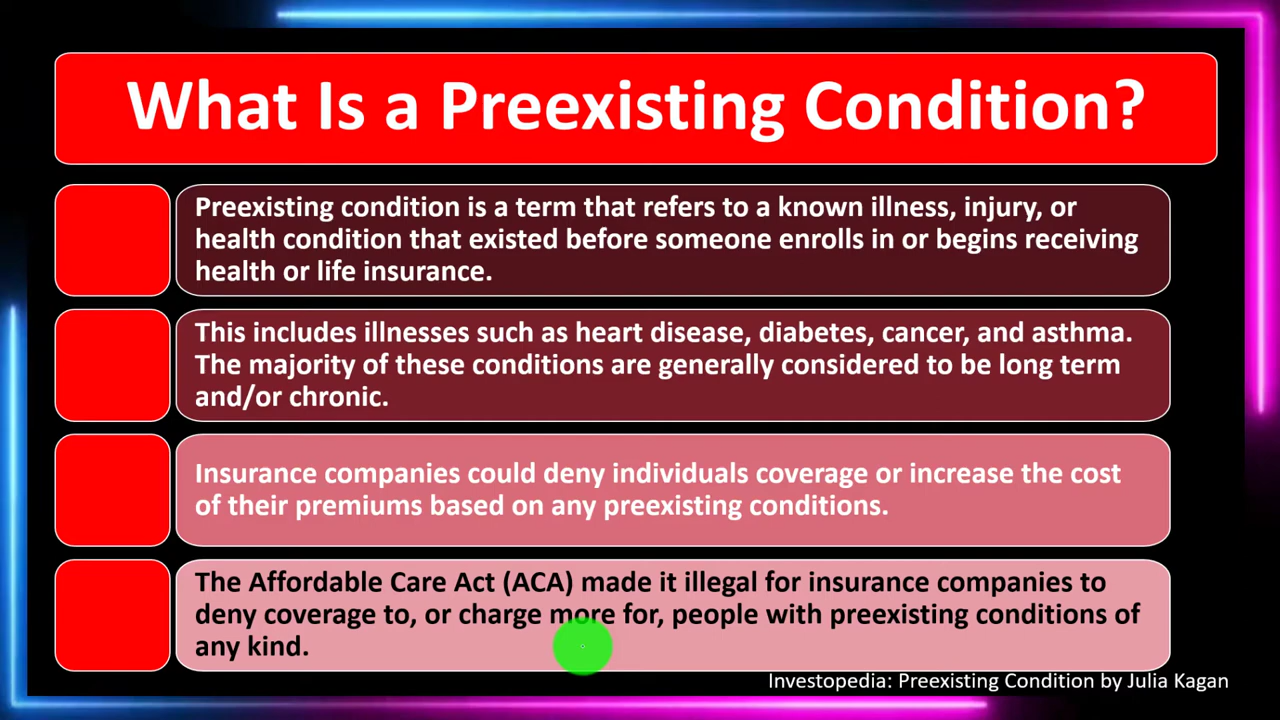 What Is a Preexisting Condition?
Preexisting condition is a term that refers to a known illness, injury, or
health condition that existed before someone enrolls in or begins receiving
health or life insurance.
This includes illnesses such as heart disease, diabetes, cancer, and asthma.
The majority of these conditions are generally considered to be long term
and/or chronic.
Insurance companies could deny individuals coverage or increase the cost
of their premiums based on any preexisting conditions.
The Affordable Care Act (ACA) made it illegal for insurance companies to
deny coverage to, or charge more for, people with preexisting conditions of
any kind.
Investopedia: Preexisting Condition by Julia Kagan